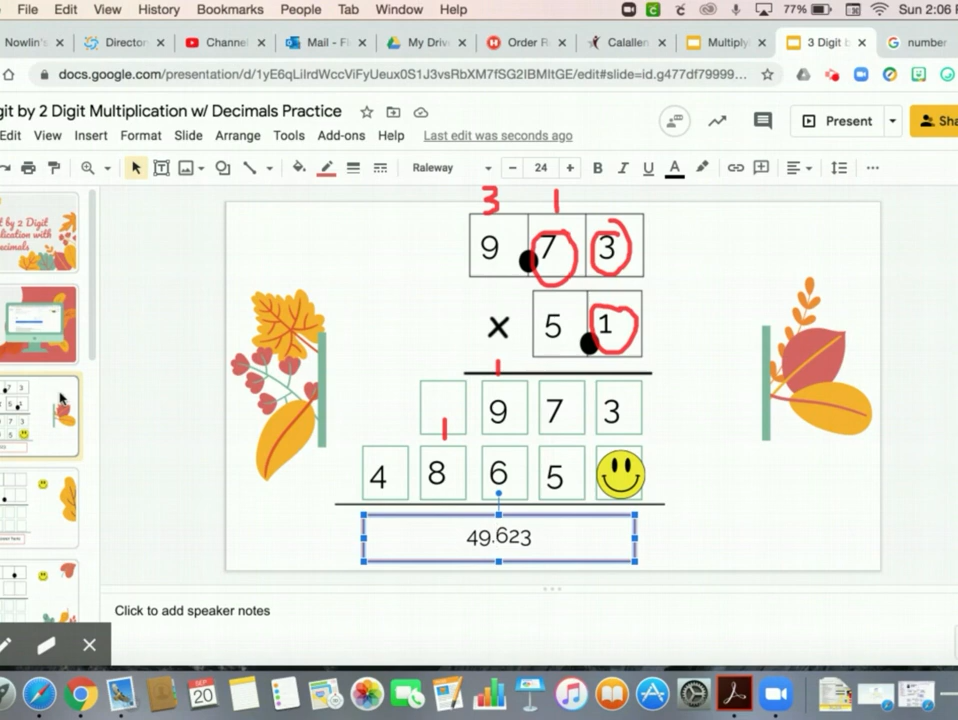 File Edit View History Bookmarks People Tab Window Help 77% Sun 2:06
Nowlin's Director Channel Mail - My Driv Order Calallen Multiply 3 Digit b number
docs.google.com/presentation/d/1yE6qLilrdWccViFyUeux0S1J3vsRbXM7fSG2IBMItGE/edit#slide=id.g477df79999...
git by 2 Digit Multiplication w/ Decimals Practice
Present
Edit View Insert Format Slide Arrange Tools Add-ons Help Last edit was seconds ago
Raleway − 24 + B I U A
3 1
9 . 7 3
× 5 . 1
1
9 7 3
1
4 8 6 5
49.623
Click to add speaker notes
SEP
20